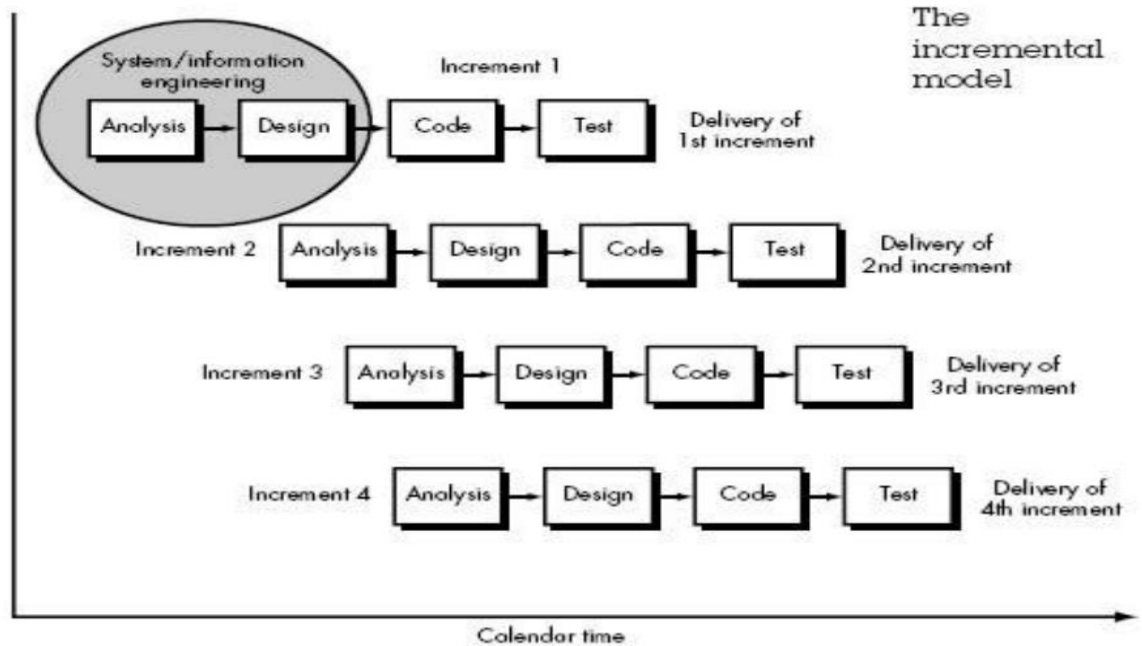 The
incremental
model
System/information
engineering
Increment 1
Analysis
Design
Code
Test
Delivery of
1st increment
Increment 2
Analysis
Design
Code
Test
Delivery of
2nd increment
Increment 3
Analysis
Design
Code
Test
Delivery of
3rd increment
Increment 4
Analysis
Design
Code
Test
Delivery of
4th increment
Calendar time